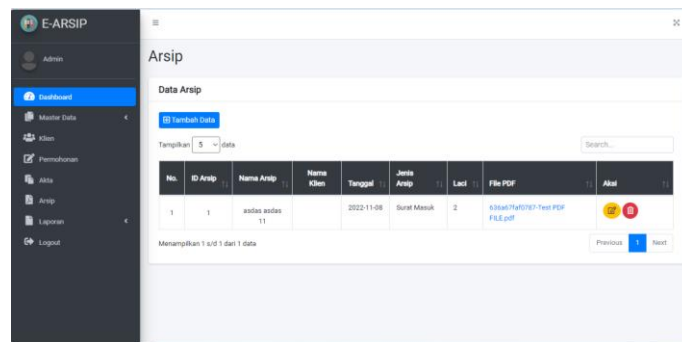 E-ARSIP
Admin
Dashboard
Master Data
Klien
Permohonan
Akta
Arsip
Laporan
Logout
Arsip
Data Arsip
Tambah Data
Tampilkan 5 data
Search...
No. ID Arsip Nama Arsip Nama Klien Tanggal Jenis Arsip Laci File PDF Aksi
1 1 asdas asdas 11 2022-11-08 Surat Masuk 2 636a67faf0787-Test PDF FILE.pdf
Menampilkan 1 s/d 1 dari 1 data
Previous 1 Next